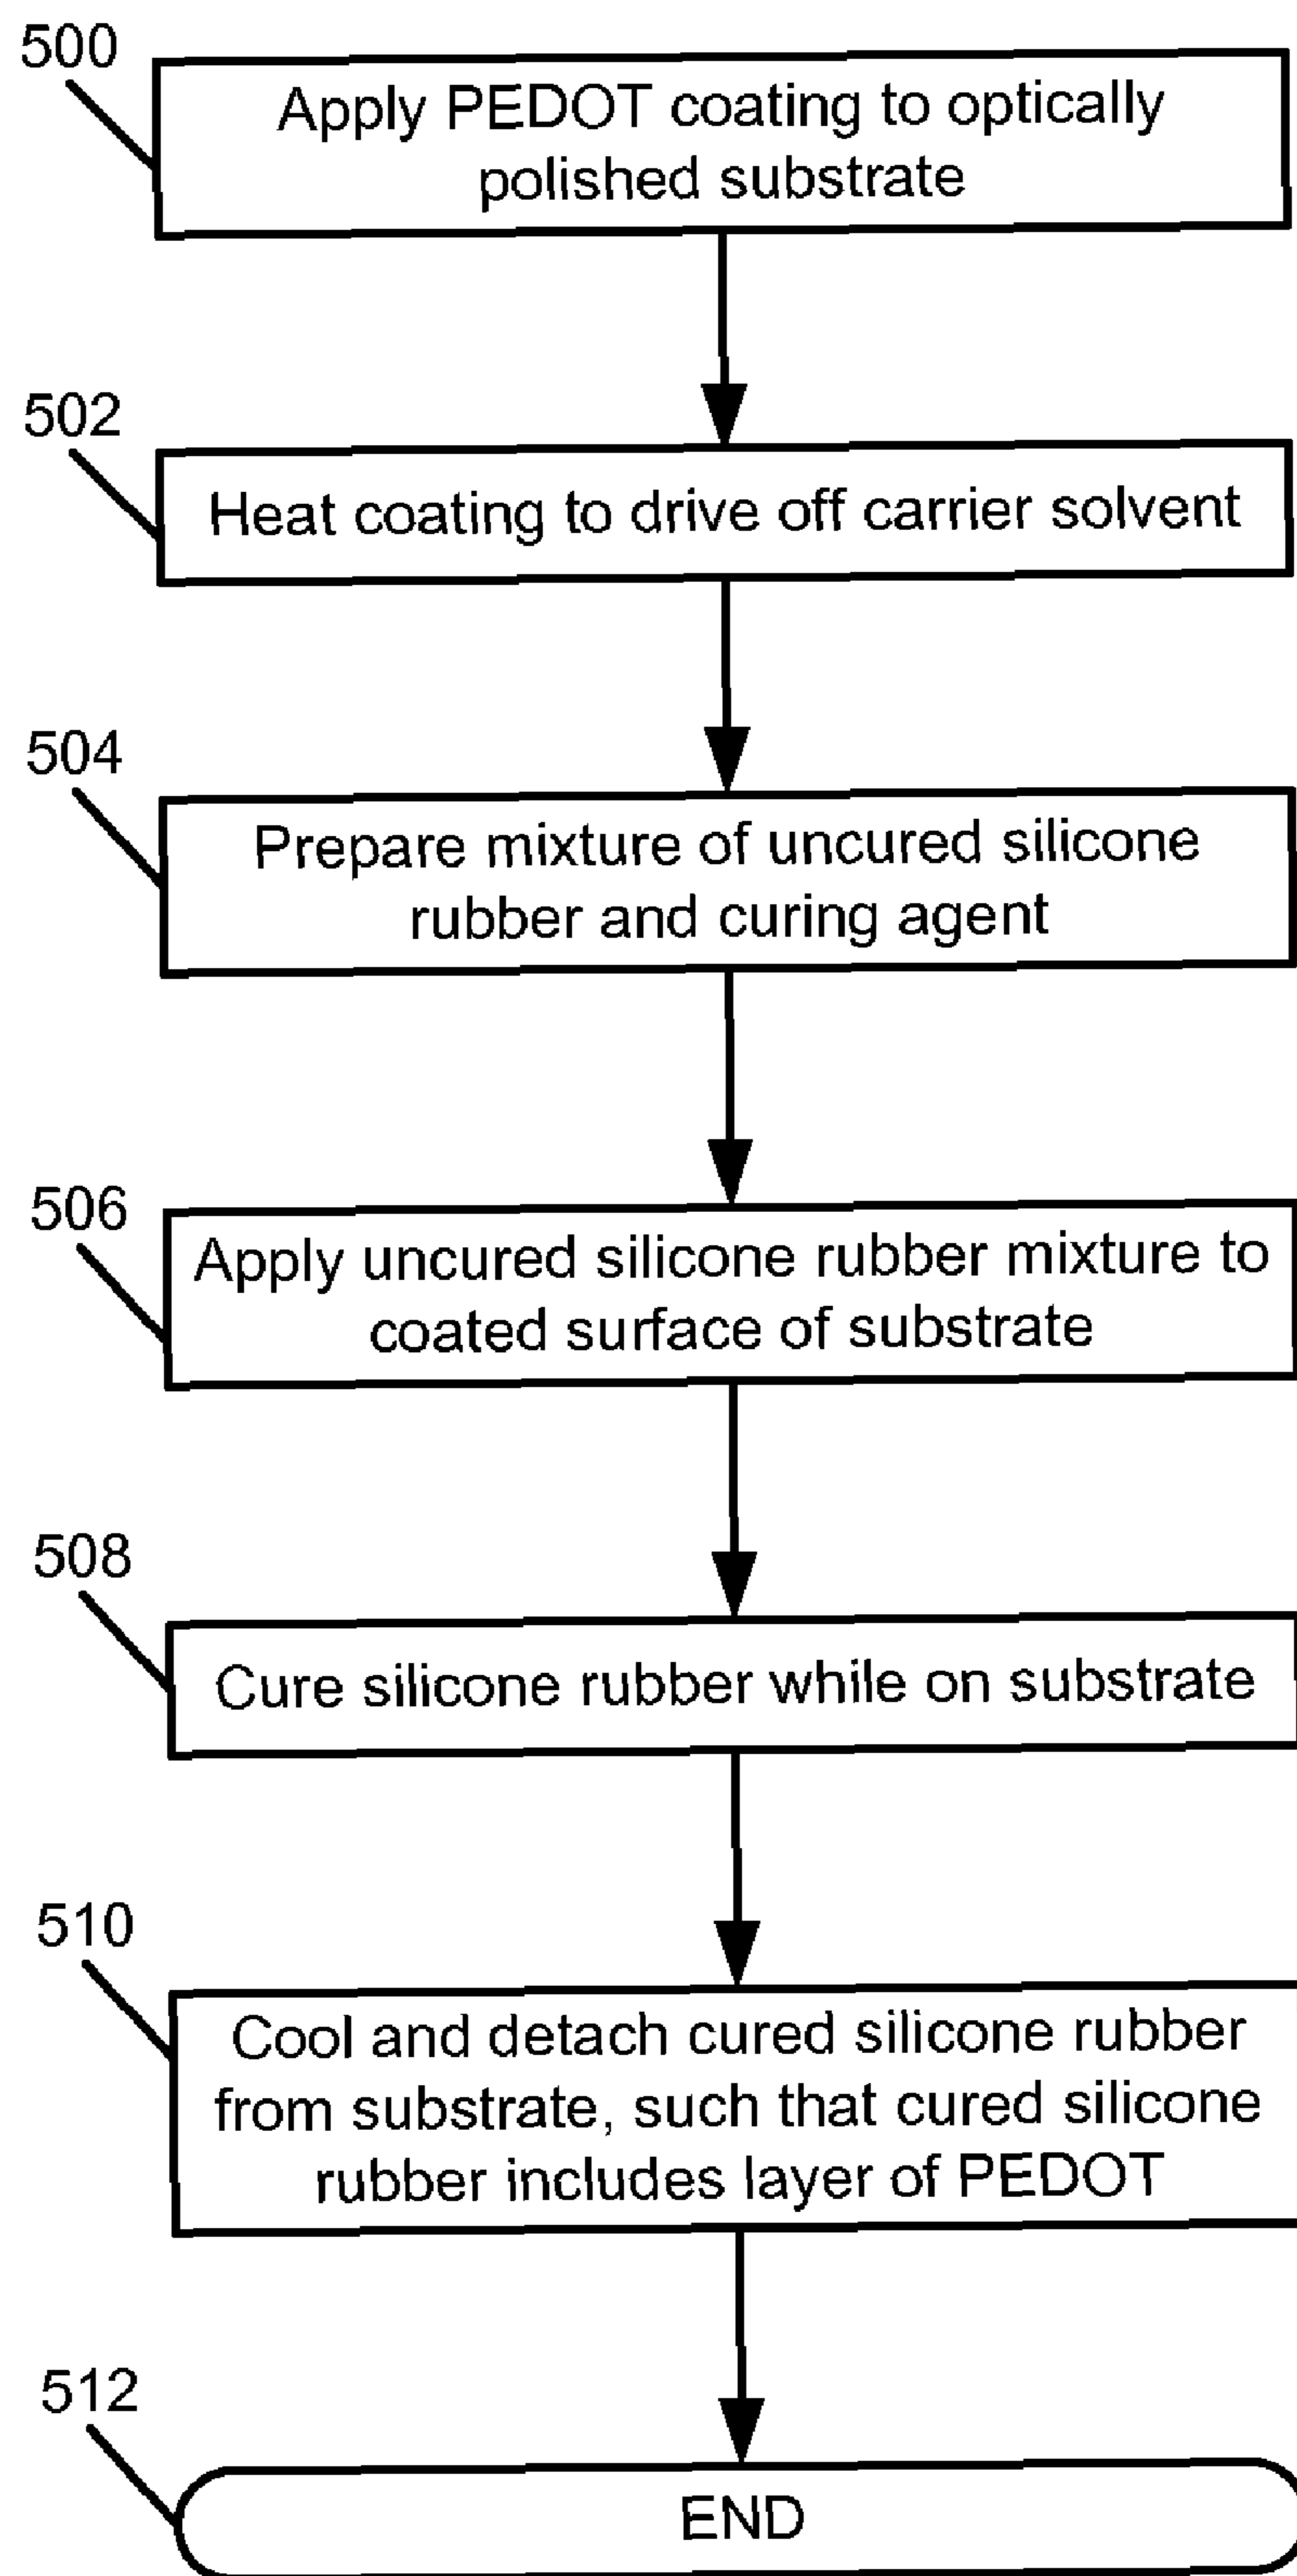 500
Apply PEDOT coating to optically
polished substrate
502
Heat coating to drive off carrier solvent
504
Prepare mixture of uncured silicone
rubber and curing agent
506
Apply uncured silicone rubber mixture to
coated surface of substrate
508
Cure silicone rubber while on substrate
510
Cool and detach cured silicone rubber
from substrate, such that cured silicone
rubber includes layer of PEDOT
512
END